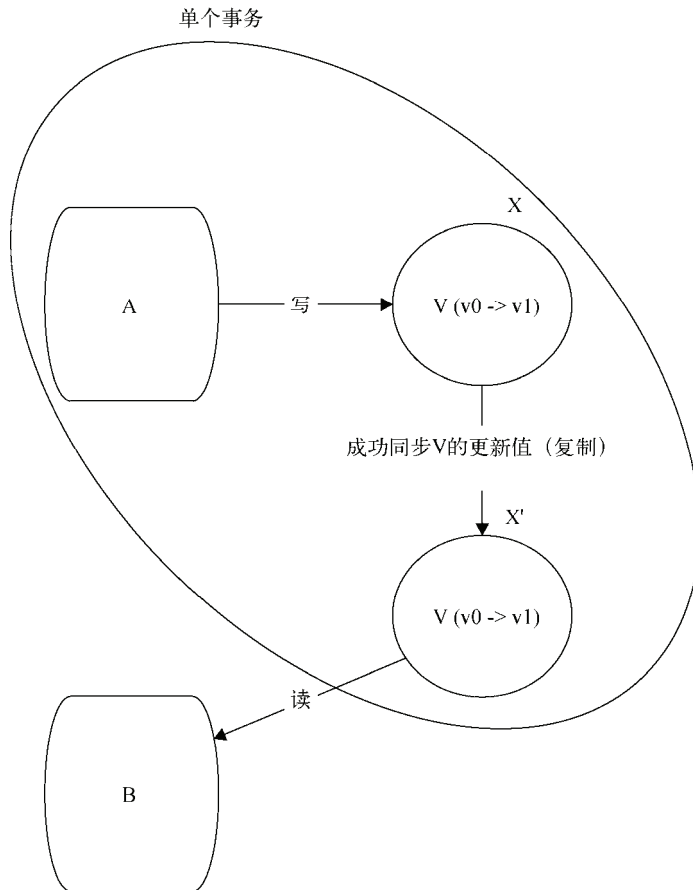 单个事务
X
A
写
V (v0 -> v1)
成功同步V的更新值（复制）
X'
V (v0 -> v1)
读
B